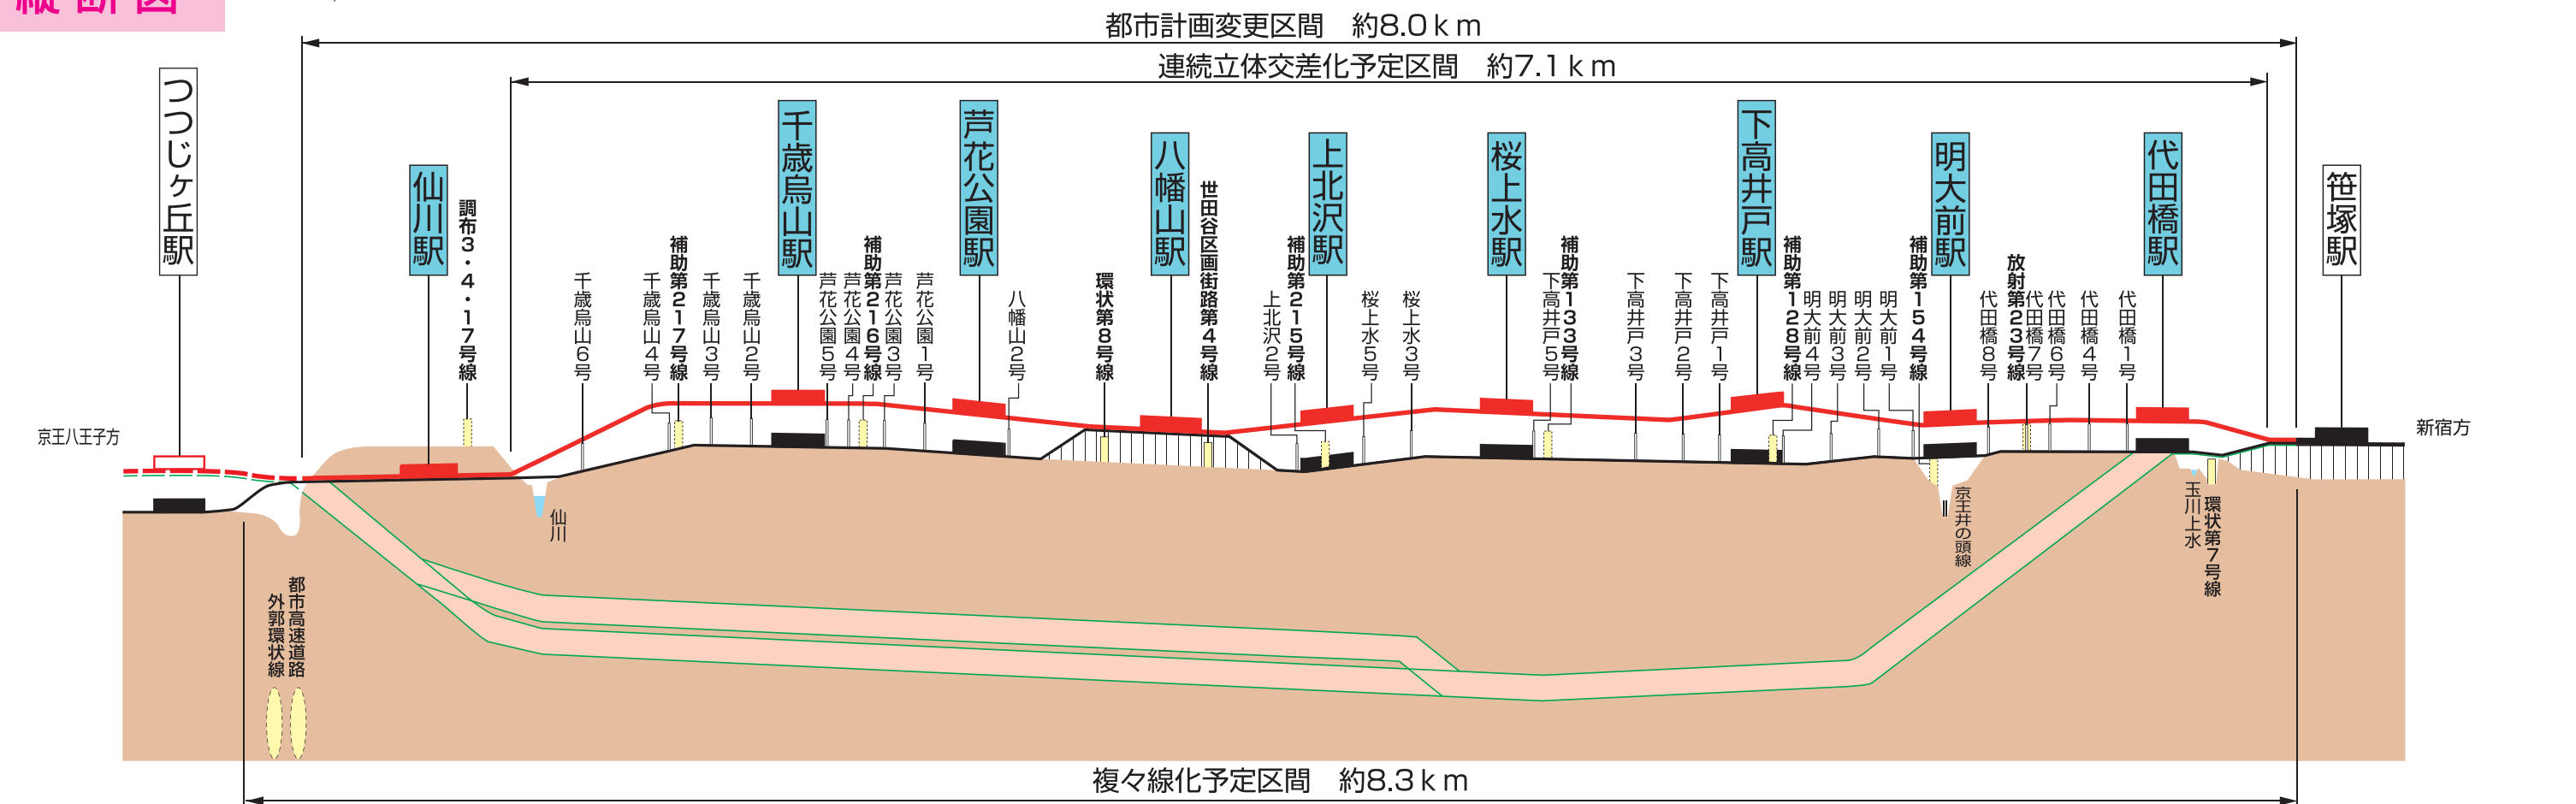 縦断図
都市計画変更区間 約8.0km
連続立体交差化予定区間 約7.1km
つつじヶ丘駅
仙川駅
調布3・4・17号線
千歳烏山6号
千歳烏山4号
補助第217号線
千歳烏山3号
千歳烏山2号
千歳烏山駅
芦花公園5号
芦花公園4号
補助第216号線
芦花公園3号
芦花公園1号
芦花公園駅
八幡山2号
環状第8号線
八幡山駅
世田谷区画街路第4号線
上北沢2号
補助第215号線
上北沢駅
桜上水5号
桜上水3号
桜上水駅
下高井戸5号
補助第133号線
下高井戸3号
下高井戸2号
下高井戸1号
下高井戸駅
補助第128号線
明大前4号
明大前3号
明大前2号
明大前1号
補助第154号線
明大前駅
代田橋8号
放射第23号線
代田橋7号
代田橋6号
代田橋4号
代田橋1号
代田橋駅
笹塚駅
京王八王子方
新宿方
仙川
京王井の頭線
玉川上水
環状第7号線
都市高速道路
外郭環状線
複々線化予定区間 約8.3km